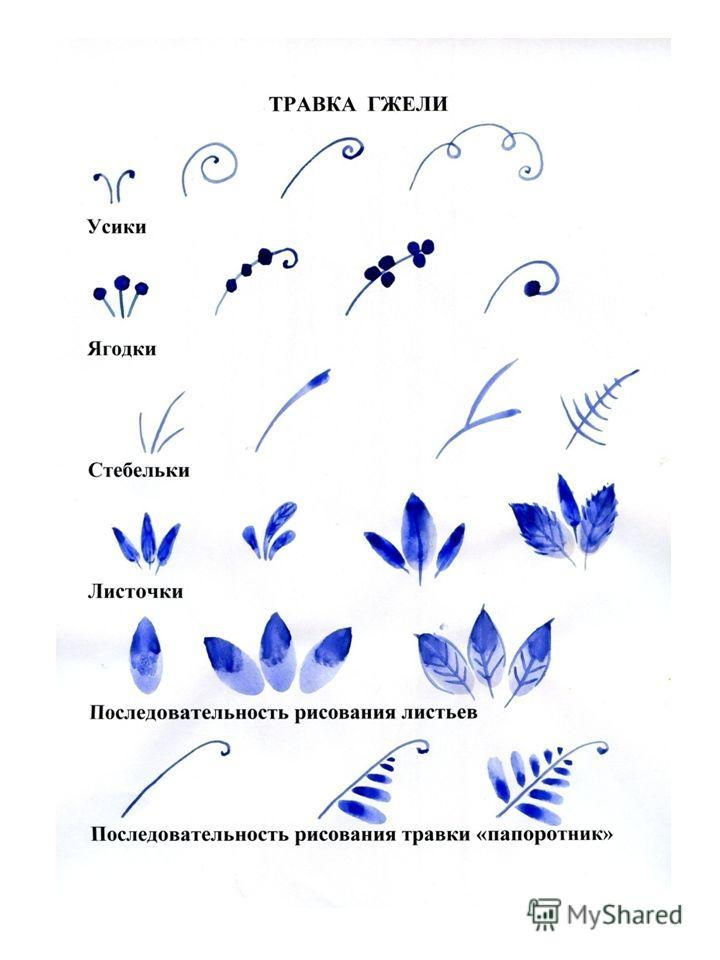 ТРАВКА ГЖЕЛИ
Усики
Ягодки
Стебельки
Листочки
Последовательность рисования листьев
Последовательность рисования травки «папоротник»
MyShared